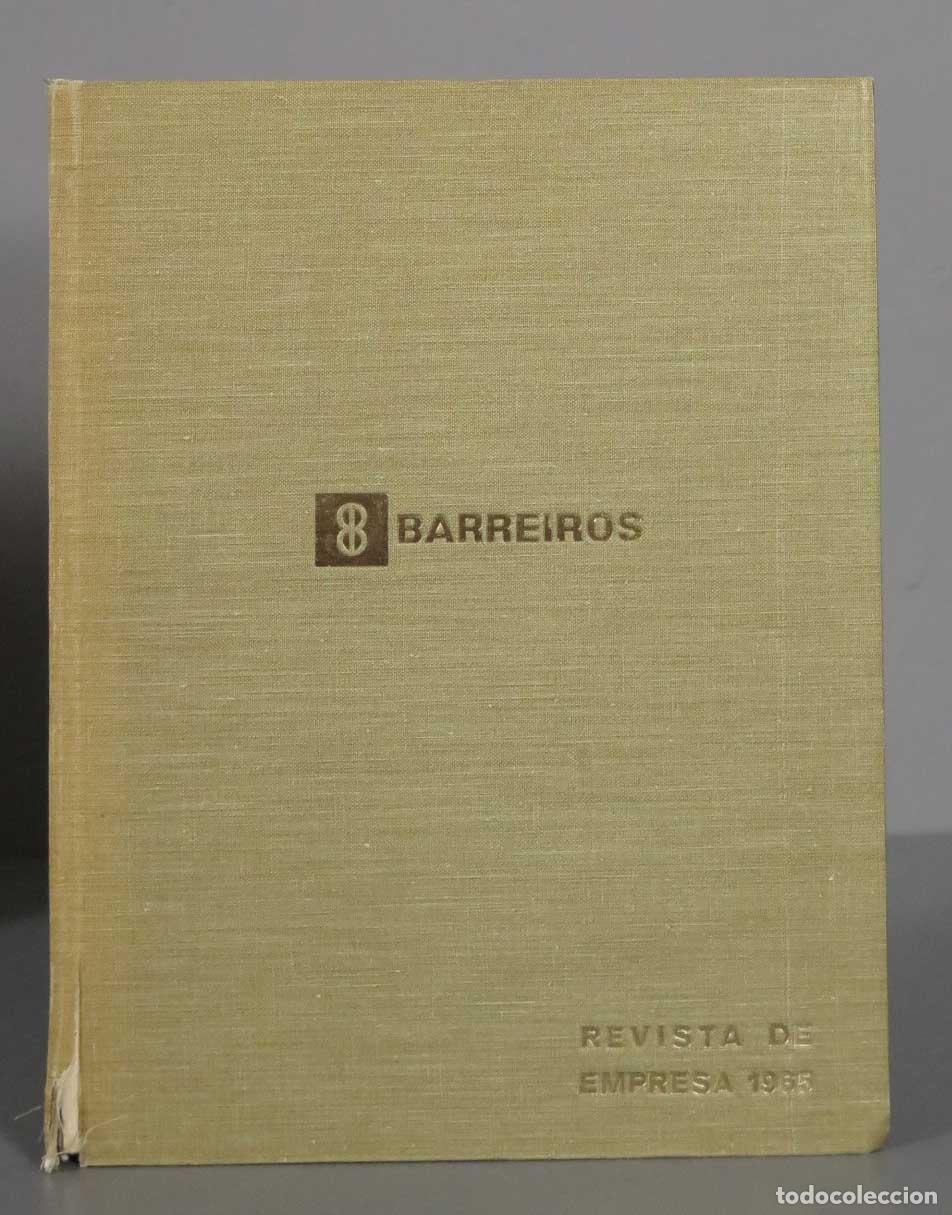 BARREIROS
REVISTA DE
EMPRESA 1965
todocoleccion